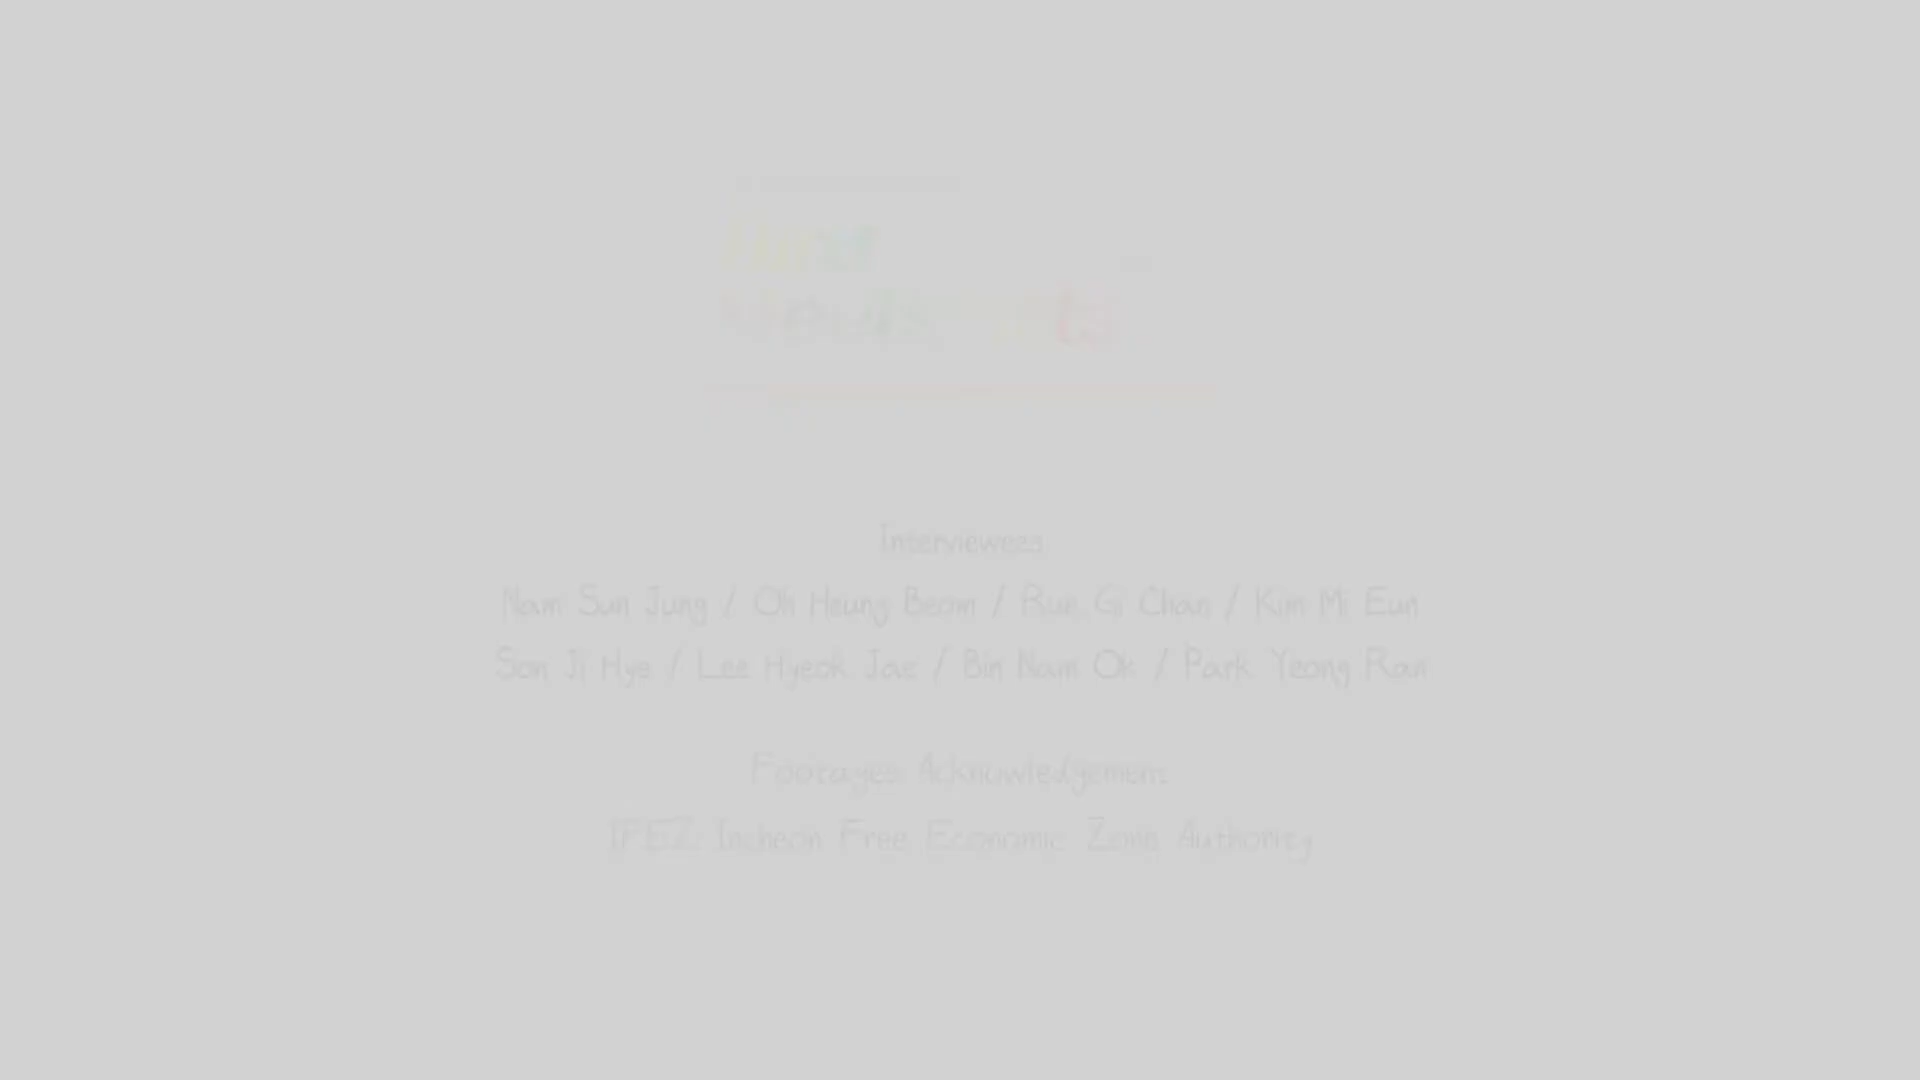 Interviewees
Nam Sun Jung / Oh Heung Beom / Gi Chan / Kim Mi Eun
Son Ji Hye / Lee Hyeok Jae / Bin Nam Ok / Park Yeong Ran
Footages Acknowledgement
IFEZ: Incheon Free Economic Zone Authority